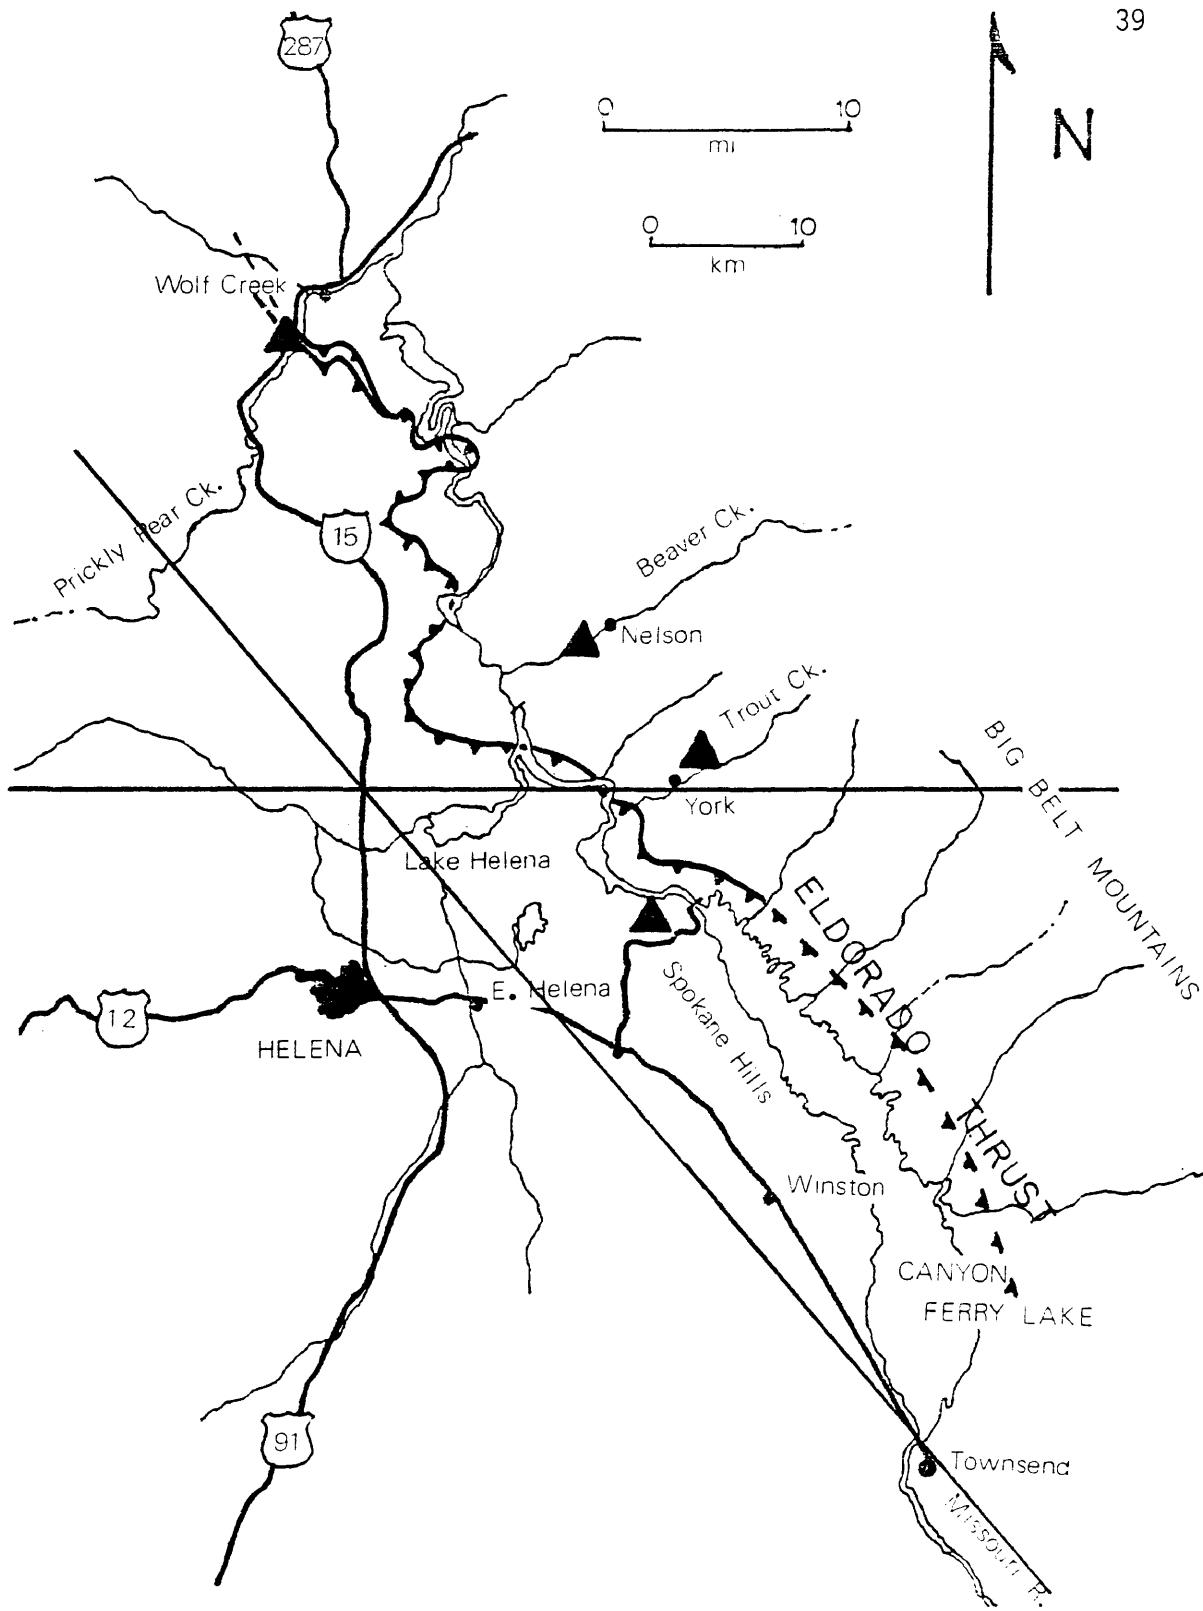 39
287
0 10
mi
N
0 10
km
Wolf Creek
Prickly Pear Ck.
15
Beaver Ck.
Nelson
Trout Ck.
York
BIG BELT MOUNTAINS
Lake Helena
ELDORADO THRUST
E. Helena
Spokane Hills
12
HELENA
Winston
CANYON
FERRY LAKE
91
Townsend
Missouri R.